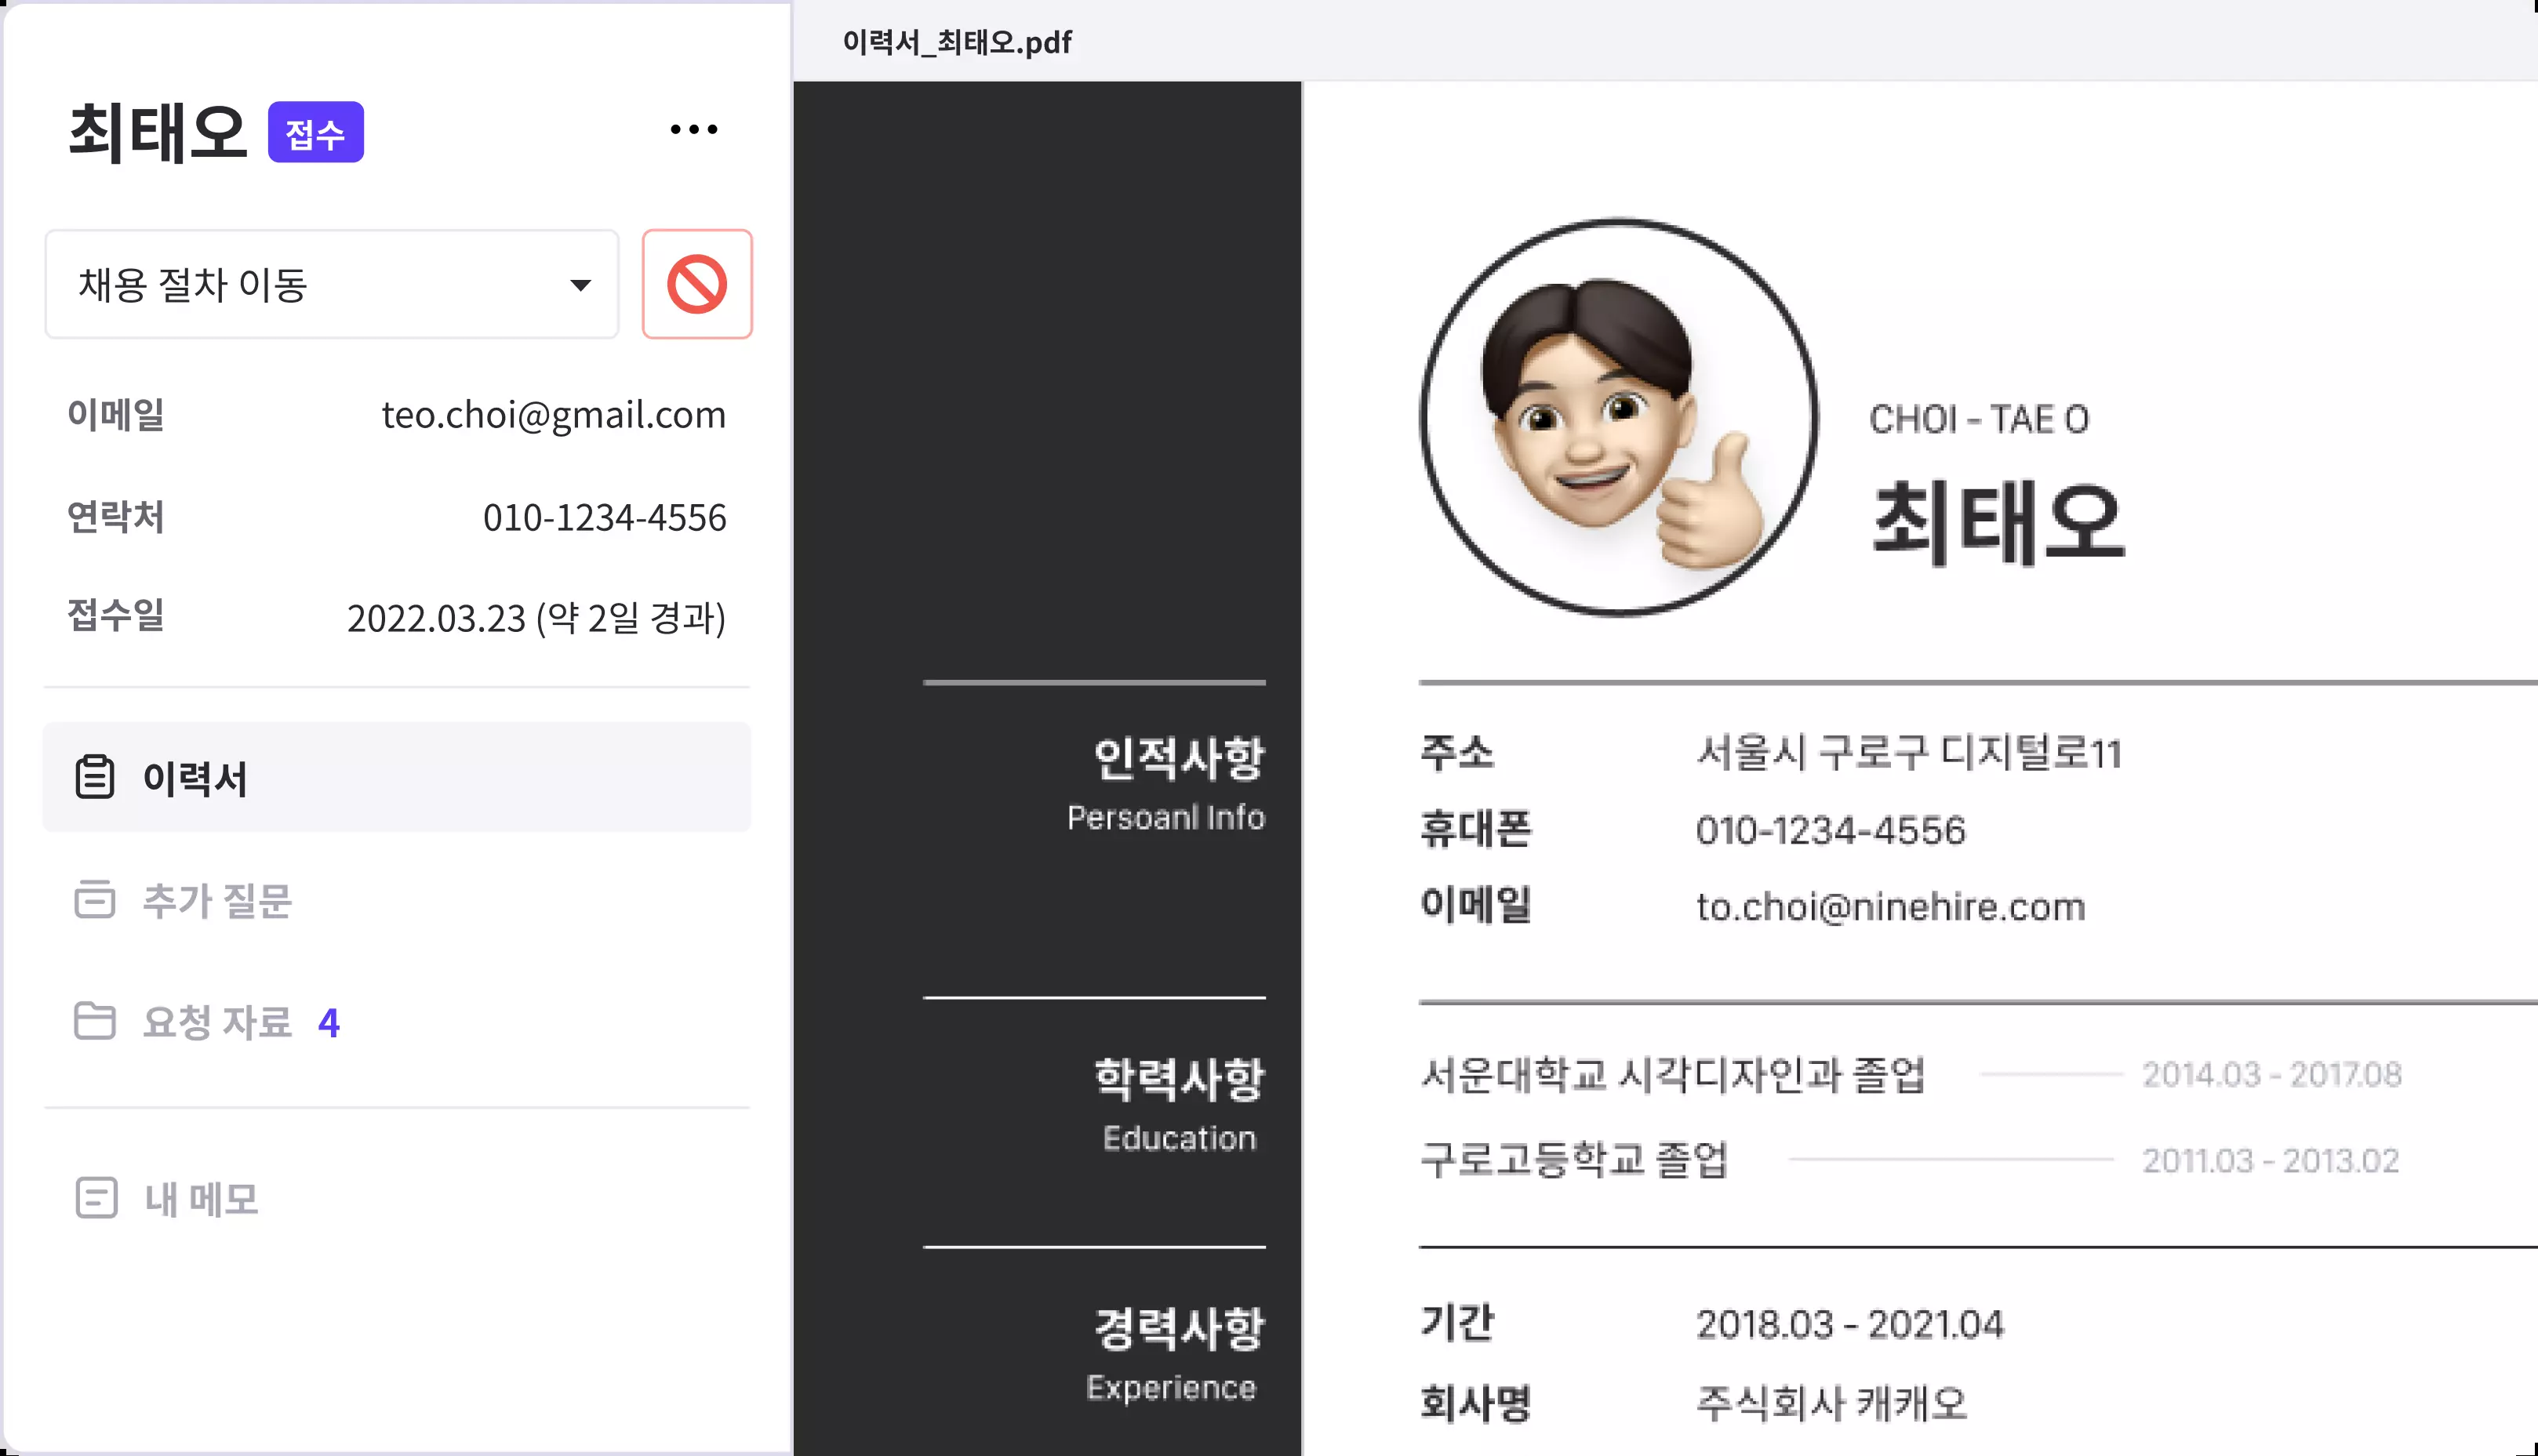 최태오 접수
채용 절차 이동
이메일 teo.choi@gmail.com
연락처 010-1234-4556
접수일 2022.03.23 (약 2일 경과)
이력서
추가 질문
요청 자료 4
내 메모
이력서_최태오.pdf
CHOI - TAE O
최태오
인적사항
Persoanl Info
주소 서울시 구로구 디지털로11
휴대폰 010-1234-4556
이메일 to.choi@ninehire.com
학력사항
Education
서운대학교 시각디자인과 졸업 2014.03 - 2017.08
구로고등학교 졸업 2011.03 - 2013.02
경력사항
Experience
기간 2018.03 - 2021.04
회사명 주식회사 캐캐오